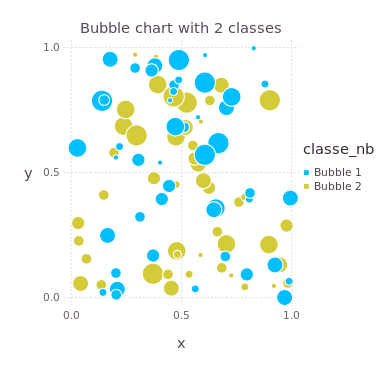 Bubble chart with 2 classes
1.0
0.5
0.0
y
0.0
0.5
1.0
x
classe_nb
Bubble 1
Bubble 2